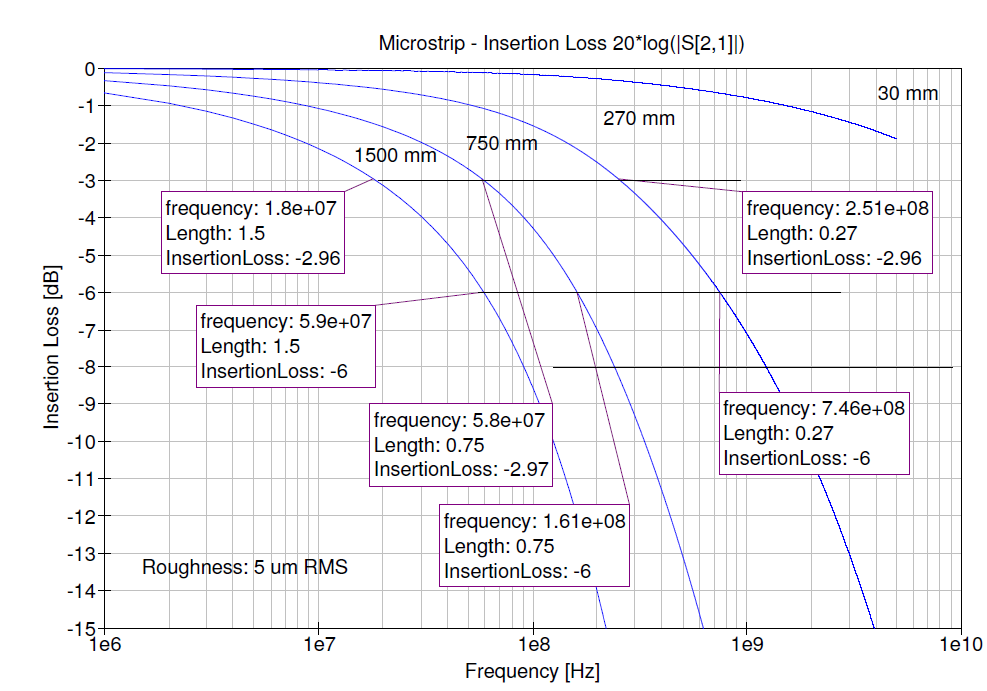 Microstrip - Insertion Loss 20*log(|S[2,1]|)
0
-1
-2
-3
-4
-5
-6
-7
-8
-9
-10
-11
-12
-13
-14
-15
Insertion Loss [dB]
30 mm
270 mm
750 mm
1500 mm
frequency: 1.8e+07
Length: 1.5
InsertionLoss: -2.96
frequency: 2.51e+08
Length: 0.27
InsertionLoss: -2.96
frequency: 5.9e+07
Length: 1.5
InsertionLoss: -6
frequency: 5.8e+07
Length: 0.75
InsertionLoss: -2.97
frequency: 7.46e+08
Length: 0.27
InsertionLoss: -6
frequency: 1.61e+08
Length: 0.75
InsertionLoss: -6
Roughness: 5 um RMS
1e6
1e7
1e8
1e9
1e10
Frequency [Hz]